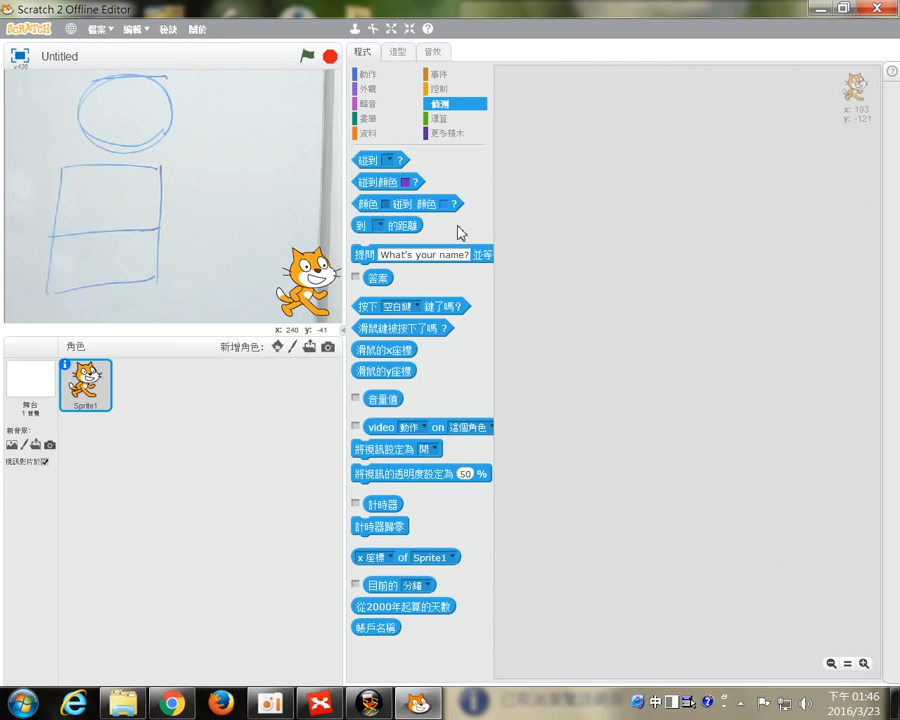 Scratch 2 Offline Editor
SCRATCH 檔案 編輯 秘訣 關於
v438 Untitled
程式 造型 音效
動作 事件
外觀 控制
聲音 偵測
畫筆 運算
資料 更多積木
x: 193
y: -121
碰到 ?
碰到顏色 ?
顏色 碰到 顏色 ?
到 的距離
提問 What's your name? 並等
答案
按下 空白鍵 鍵了嗎?
滑鼠鍵被按下了嗎 ?
滑鼠的x座標
滑鼠的y座標
音量值
video 動作 on 這個角色
將視訊設定為 開
將視訊的透明度設定為 50 %
計時器
計時器歸零
x 座標 of Sprite1
目前的 分鐘
從2000年起算的天數
帳戶名稱
x: 240 y: -41
角色 新增角色:
Sprite1
舞台
1 背景
新背景:
視訊影片於
中
下午 01:46
2016/3/23